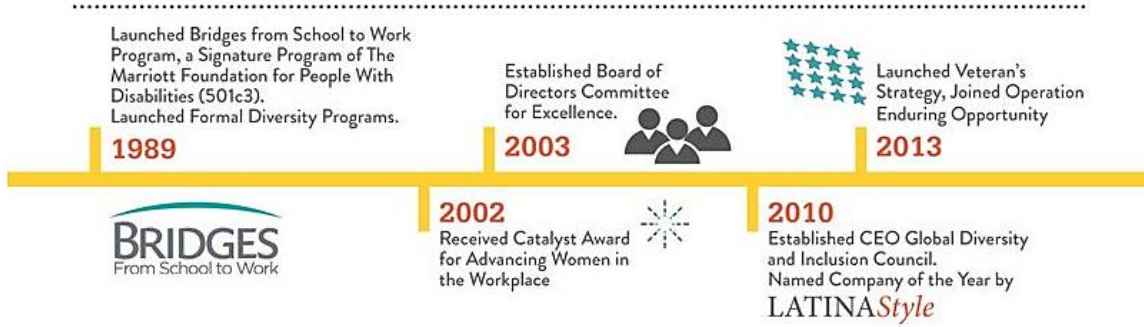 Launched Bridges from School to Work
Program, a Signature Program of The
Marriott Foundation for People With
Disabilities (501c3).
Launched Formal Diversity Programs.
1989
BRIDGES
From School to Work
2002
Received Catalyst Award
for Advancing Women in
the Workplace
Established Board of
Directors Committee
for Excellence.
2003
2010
Established CEO Global Diversity
and Inclusion Council.
Named Company of the Year by
LATINAStyle
Launched Veteran's
Strategy, Joined Operation
Enduring Opportunity
2013